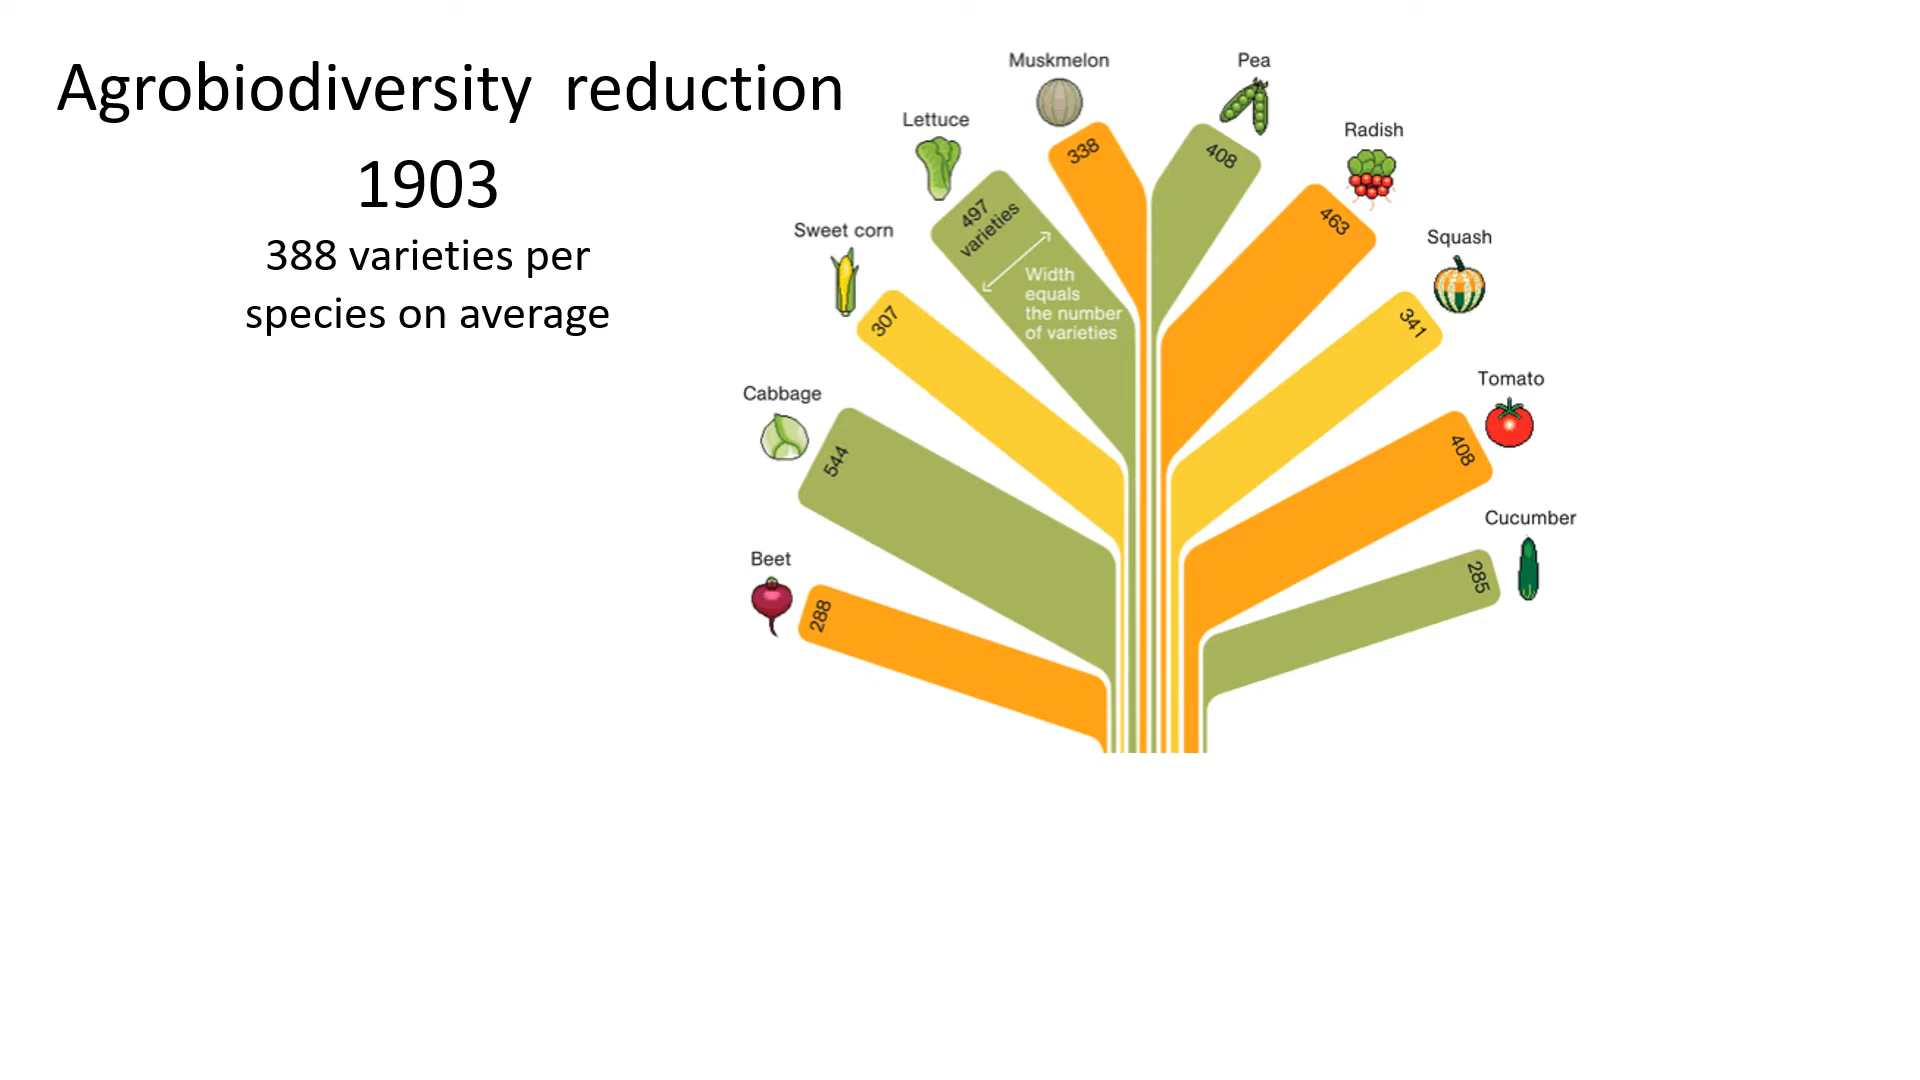 Agrobiodiversity reduction
1903
388 varieties per
species on average
Muskmelon
338
Pea
408
Lettuce
497
varieties
Width
equals
the number
of varieties
Radish
463
Sweet corn
307
Squash
341
Cabbage
544
Tomato
408
Beet
288
Cucumber
285